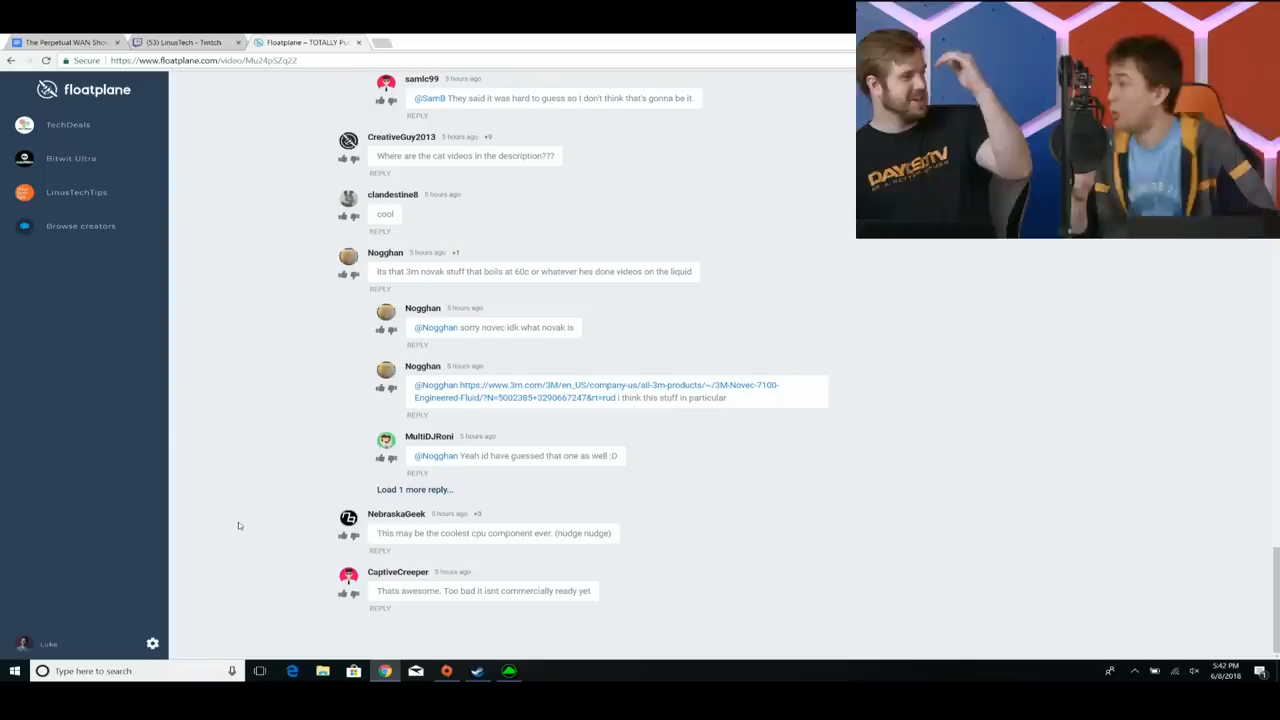 The Perpetual WAN Show
(53) LinusTech - Twitch
Floatplane – TOTALLY Pu
Secure
https://www.floatplane.com/video/Mu24pSZq22
floatplane
TechDeals
Bitwit Ultra
LinusTechTips
Browse creators
samlc99 3 hours ago
@SamB They said it was hard to guess so I don't think that's gonna be it.
REPLY
CreativeGuy2013 5 hours ago +9
Where are the cat videos in the description???
REPLY
clandestine8 5 hours ago
cool
REPLY
Nogghan 5 hours ago +1
its that 3m novak stuff that boils at 60c or whatever hes done videos on the liquid
REPLY
Nogghan 5 hours ago
@Nogghan sorry novec idk what novak is
REPLY
Nogghan 5 hours ago
@Nogghan https://www.3m.com/3M/en_US/company-us/all-3m-products/~/3M-Novec-7100-
Engineered-Fluid/?N=5002385+3290667247&rt=rud i think this stuff in particular
REPLY
MultiDJRoni 5 hours ago
@Nogghan Yeah id have guessed that one as well :D
REPLY
Load 1 more reply...
NebraskaGeek 5 hours ago +3
This may be the coolest cpu component ever. (nudge nudge)
REPLY
CaptiveCreeper 5 hours ago
Thats awesome. Too bad it isnt commercially ready yet
REPLY
Luke
Type here to search
5:42 PM
6/8/2018